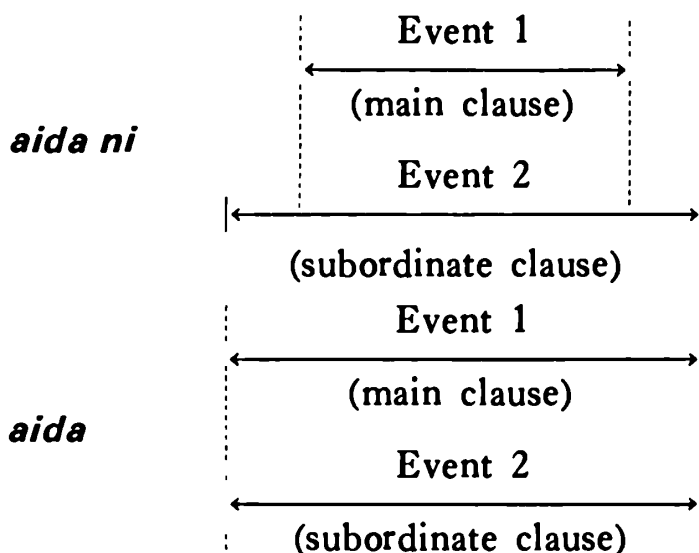 Event 1
(main clause)
aida ni
Event 2
(subordinate clause)
Event 1
(main clause)
aida
Event 2
(subordinate clause)